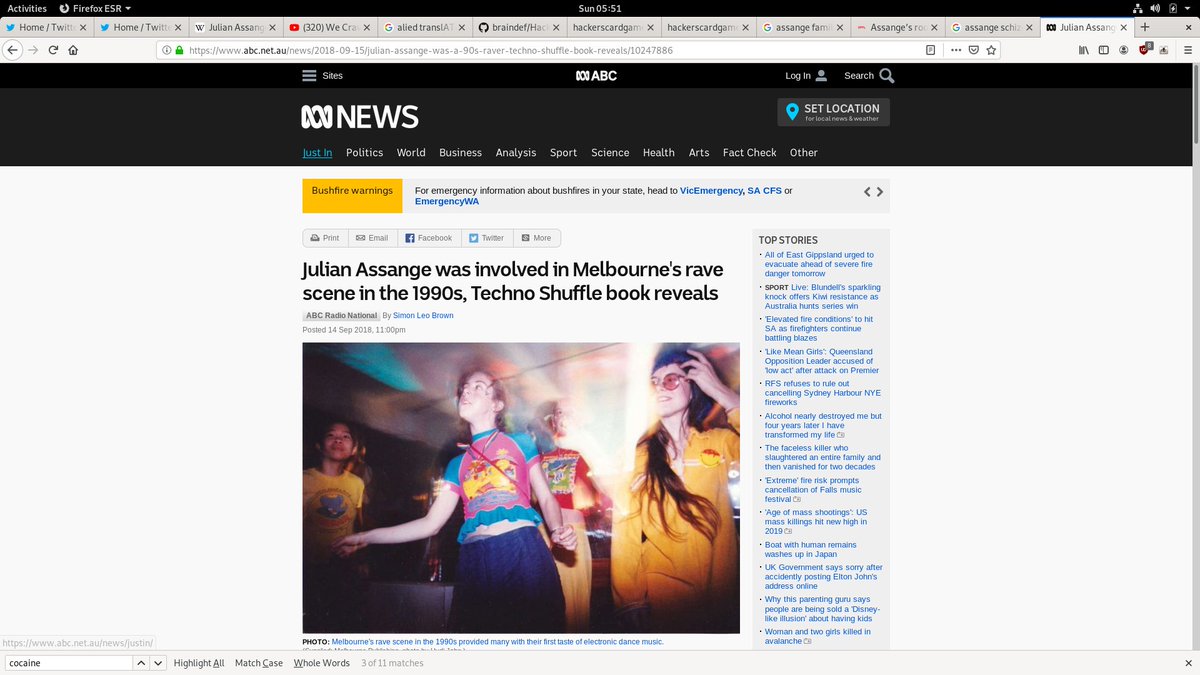 Activities Firefox ESR Sun 05:51
Home / Twitte Home / Twitte Julian Assang (320) We Cra alied transIAT braindef/Hac hackerscardgam hackerscardgam assange fami Assange's ro assange schiz Julian Assang
https://www.abc.net.au/news/2018-09-15/julian-assange-was-a-90s-raver-techno-shuffle-book-reveals/10247886
Sites ABC Log In Search
NEWS
SET LOCATION
for local news & weather
Just In Politics World Business Analysis Sport Science Health Arts Fact Check Other
Bushfire warnings
For emergency information about bushfires in your state, head to VicEmergency, SA CFS or
EmergencyWA
Print Email Facebook Twitter More
Julian Assange was involved in Melbourne's rave
scene in the 1990s, Techno Shuffle book reveals
ABC Radio National By Simon Leo Brown
Posted 14 Sep 2018, 11:00pm
PHOTO: Melbourne's rave scene in the 1990s provided many with their first taste of electronic dance music.
TOP STORIES
All of East Gippsland urged to
evacuate ahead of severe fire
danger tomorrow
SPORT Live: Blundell's sparkling
knock offers Kiwi resistance as
Australia hunts series win
'Elevated fire conditions' to hit
SA as firefighters continue
battling blazes
'Like Mean Girls': Queensland
Opposition Leader accused of
'low act' after attack on Premier
RFS refuses to rule out
cancelling Sydney Harbour NYE
fireworks
Alcohol nearly destroyed me but
four years later I have
transformed my life
The faceless killer who
slaughtered an entire family and
then vanished for two decades
'Extreme' fire risk prompts
cancellation of Falls music
festival
'Age of mass shootings': US
mass killings hit new high in
2019
Boat with human remains
washes up in Japan
UK Government says sorry after
accidently posting Elton John's
address online
Why this parenting guru says
people are being sold a 'Disney-
like illusion' about having kids
Woman and two girls killed in
avalanche
https://www.abc.net.au/news/justin/
cocaine Highlight All Match Case Whole Words 3 of 11 matches